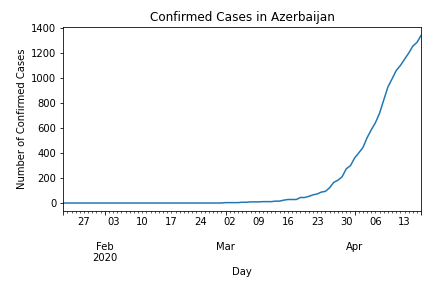 Confirmed Cases in Azerbaijan
Number of Confirmed Cases
1400
1200
1000
800
600
400
200
0
27 03 10 17 24 02 09 16 23 30 06 13
Feb Mar Apr
2020
Day